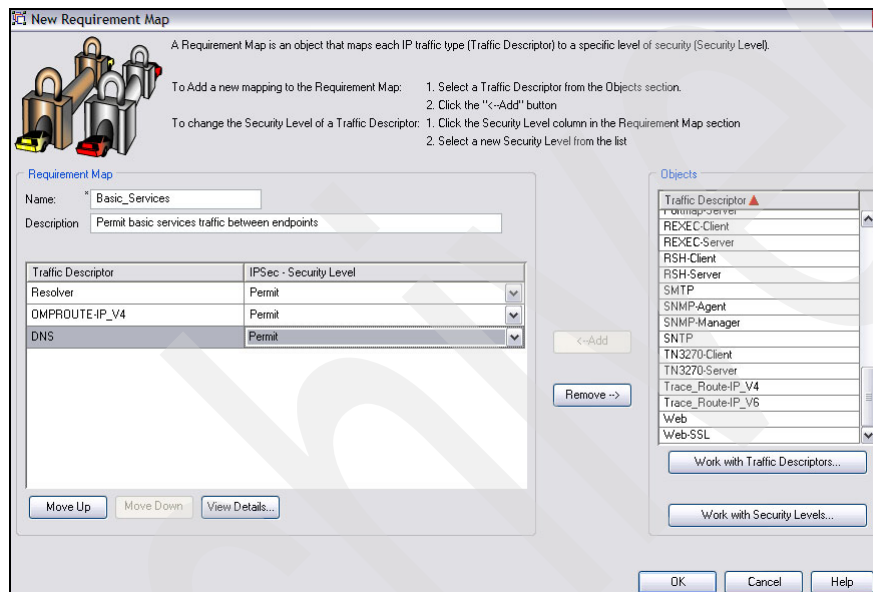 New Requirement Map
A Requirement Map is an object that maps each IP traffic type (Traffic Descriptor) to a specific level of security (Security Level).
To Add a new mapping to the Requirement Map: 1. Select a Traffic Descriptor from the Objects section.
2. Click the "<--Add" button
To change the Security Level of a Traffic Descriptor: 1. Click the Security Level column in the Requirement Map section
2. Select a new Security Level from the list
Requirement Map
Name: * Basic_Services
Description Permit basic services traffic between endpoints
Traffic Descriptor IPSec - Security Level
Resolver Permit
OMPROUTE-IP_V4 Permit
DNS Permit
Move Up Move Down View Details...
<--Add
Remove -->
Objects
Traffic Descriptor
Portmap-Server
REXEC-Client
REXEC-Server
RSH-Client
RSH-Server
SMTP
SNMP-Agent
SNMP-Manager
SNTP
TN3270-Client
TN3270-Server
Trace_Route-IP_V4
Trace_Route-IP_V6
Web
Web-SSL
Work with Traffic Descriptors...
Work with Security Levels...
OK Cancel Help